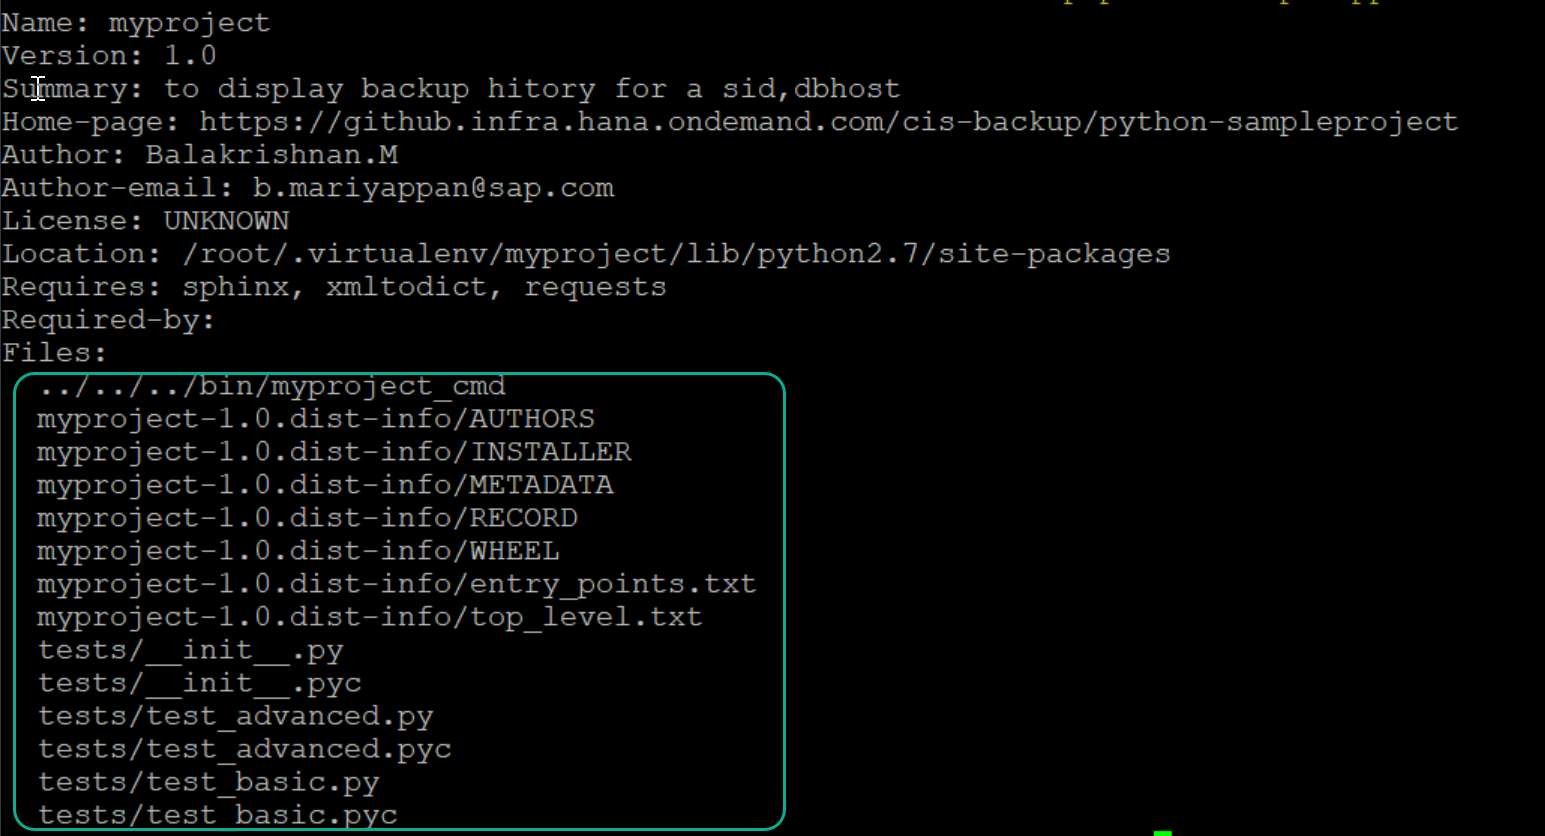 Name: myproject
Version: 1.0
Summary: to display backup hitory for a sid,dbhost
Home-page: https://github.infra.hana.ondemand.com/cis-backup/python-sampleproject
Author: Balakrishnan.M
Author-email: b.mariyappan@sap.com
License: UNKNOWN
Location: /root/.virtualenv/myproject/lib/python2.7/site-packages
Requires: sphinx, xmltodict, requests
Required-by:
Files:
../../../bin/myproject_cmd
myproject-1.0.dist-info/AUTHORS
myproject-1.0.dist-info/INSTALLER
myproject-1.0.dist-info/METADATA
myproject-1.0.dist-info/RECORD
myproject-1.0.dist-info/WHEEL
myproject-1.0.dist-info/entry_points.txt
myproject-1.0.dist-info/top_level.txt
tests/__init__.py
tests/__init__.pyc
tests/test_advanced.py
tests/test_advanced.pyc
tests/test_basic.py
tests/test_basic.pyc